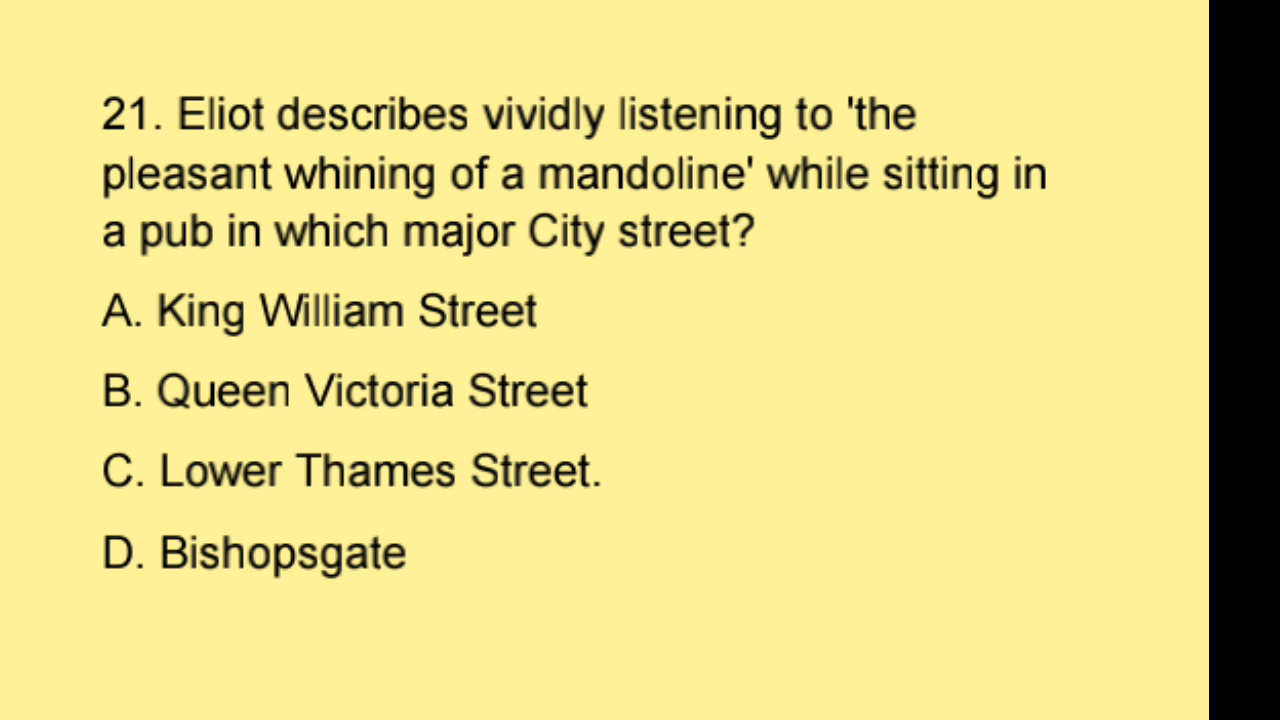 21. Eliot describes vividly listening to 'the
pleasant whining of a mandoline' while sitting in
a pub in which major City street?
A. King William Street
B. Queen Victoria Street
C. Lower Thames Street.
D. Bishopsgate